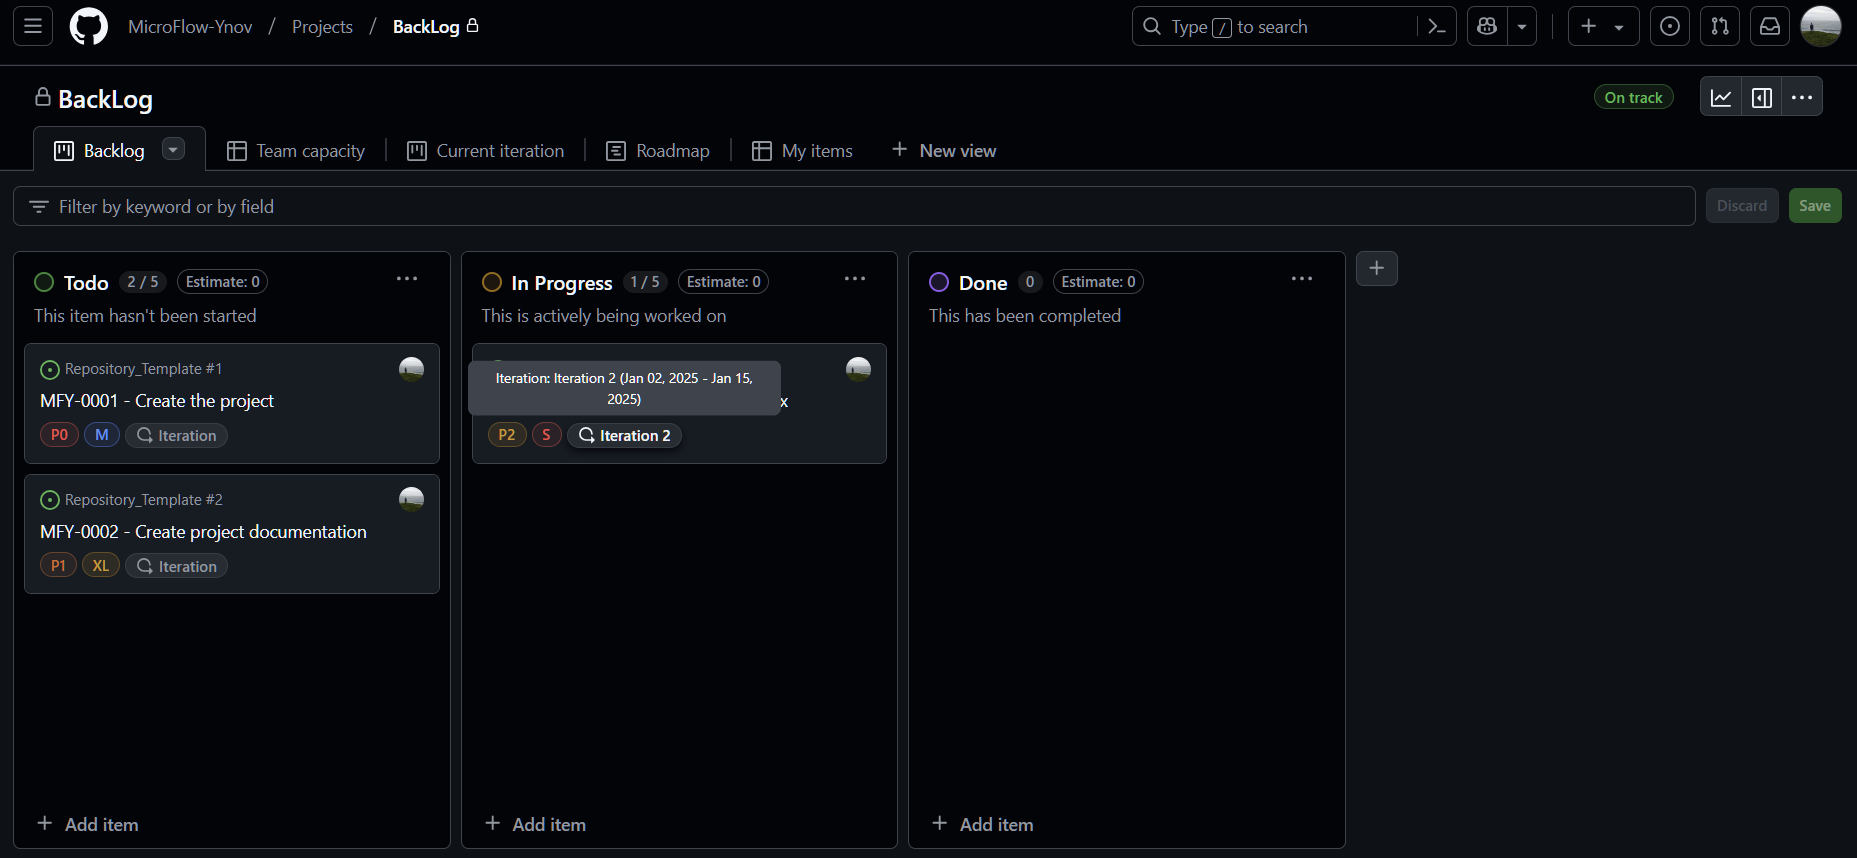 MicroFlow-Ynov / Projects / BackLog
Type / to search
BackLog
On track
Backlog
Team capacity
Current iteration
Roadmap
My items
New view
Filter by keyword or by field
Discard
Save
Todo 2 / 5 Estimate: 0
This item hasn't been started
Repository_Template #1
MFY-0001 - Create the project
P0 M Iteration
Repository_Template #2
MFY-0002 - Create project documentation
P1 XL Iteration
Add item
In Progress 1 / 5 Estimate: 0
This is actively being worked on
Iteration: Iteration 2 (Jan 02, 2025 - Jan 15,
2025)
x
P2 S Iteration 2
Add item
Done 0 Estimate: 0
This has been completed
Add item